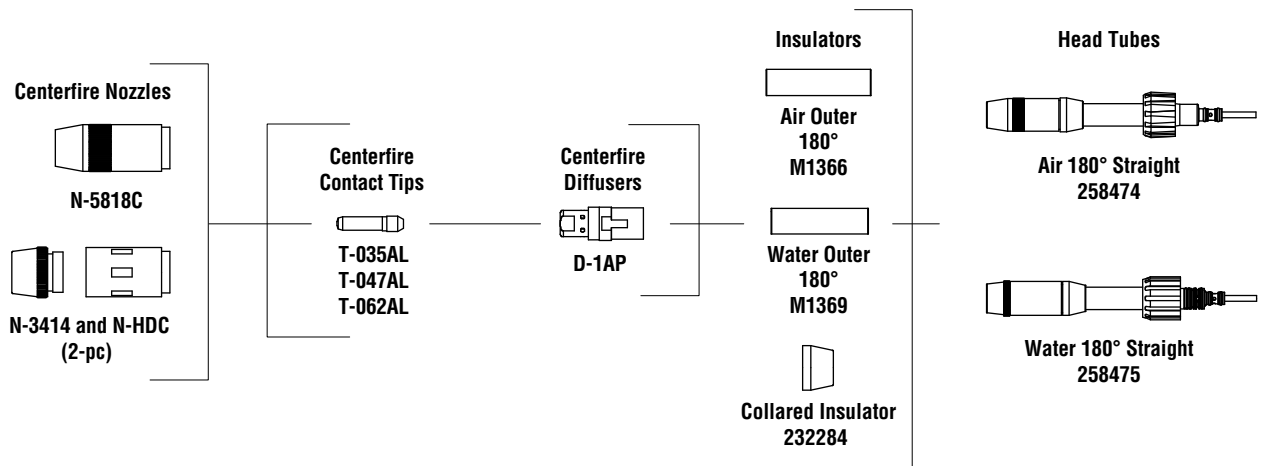 Centerfire Nozzles
N-5818C
N-3414 and N-HDC
(2-pc)
Centerfire
Contact Tips
T-035AL
T-047AL
T-062AL
Centerfire
Diffusers
D-1AP
Insulators
Air Outer
180°
M1366
Water Outer
180°
M1369
Collared Insulator
232284
Head Tubes
Air 180° Straight
258474
Water 180° Straight
258475